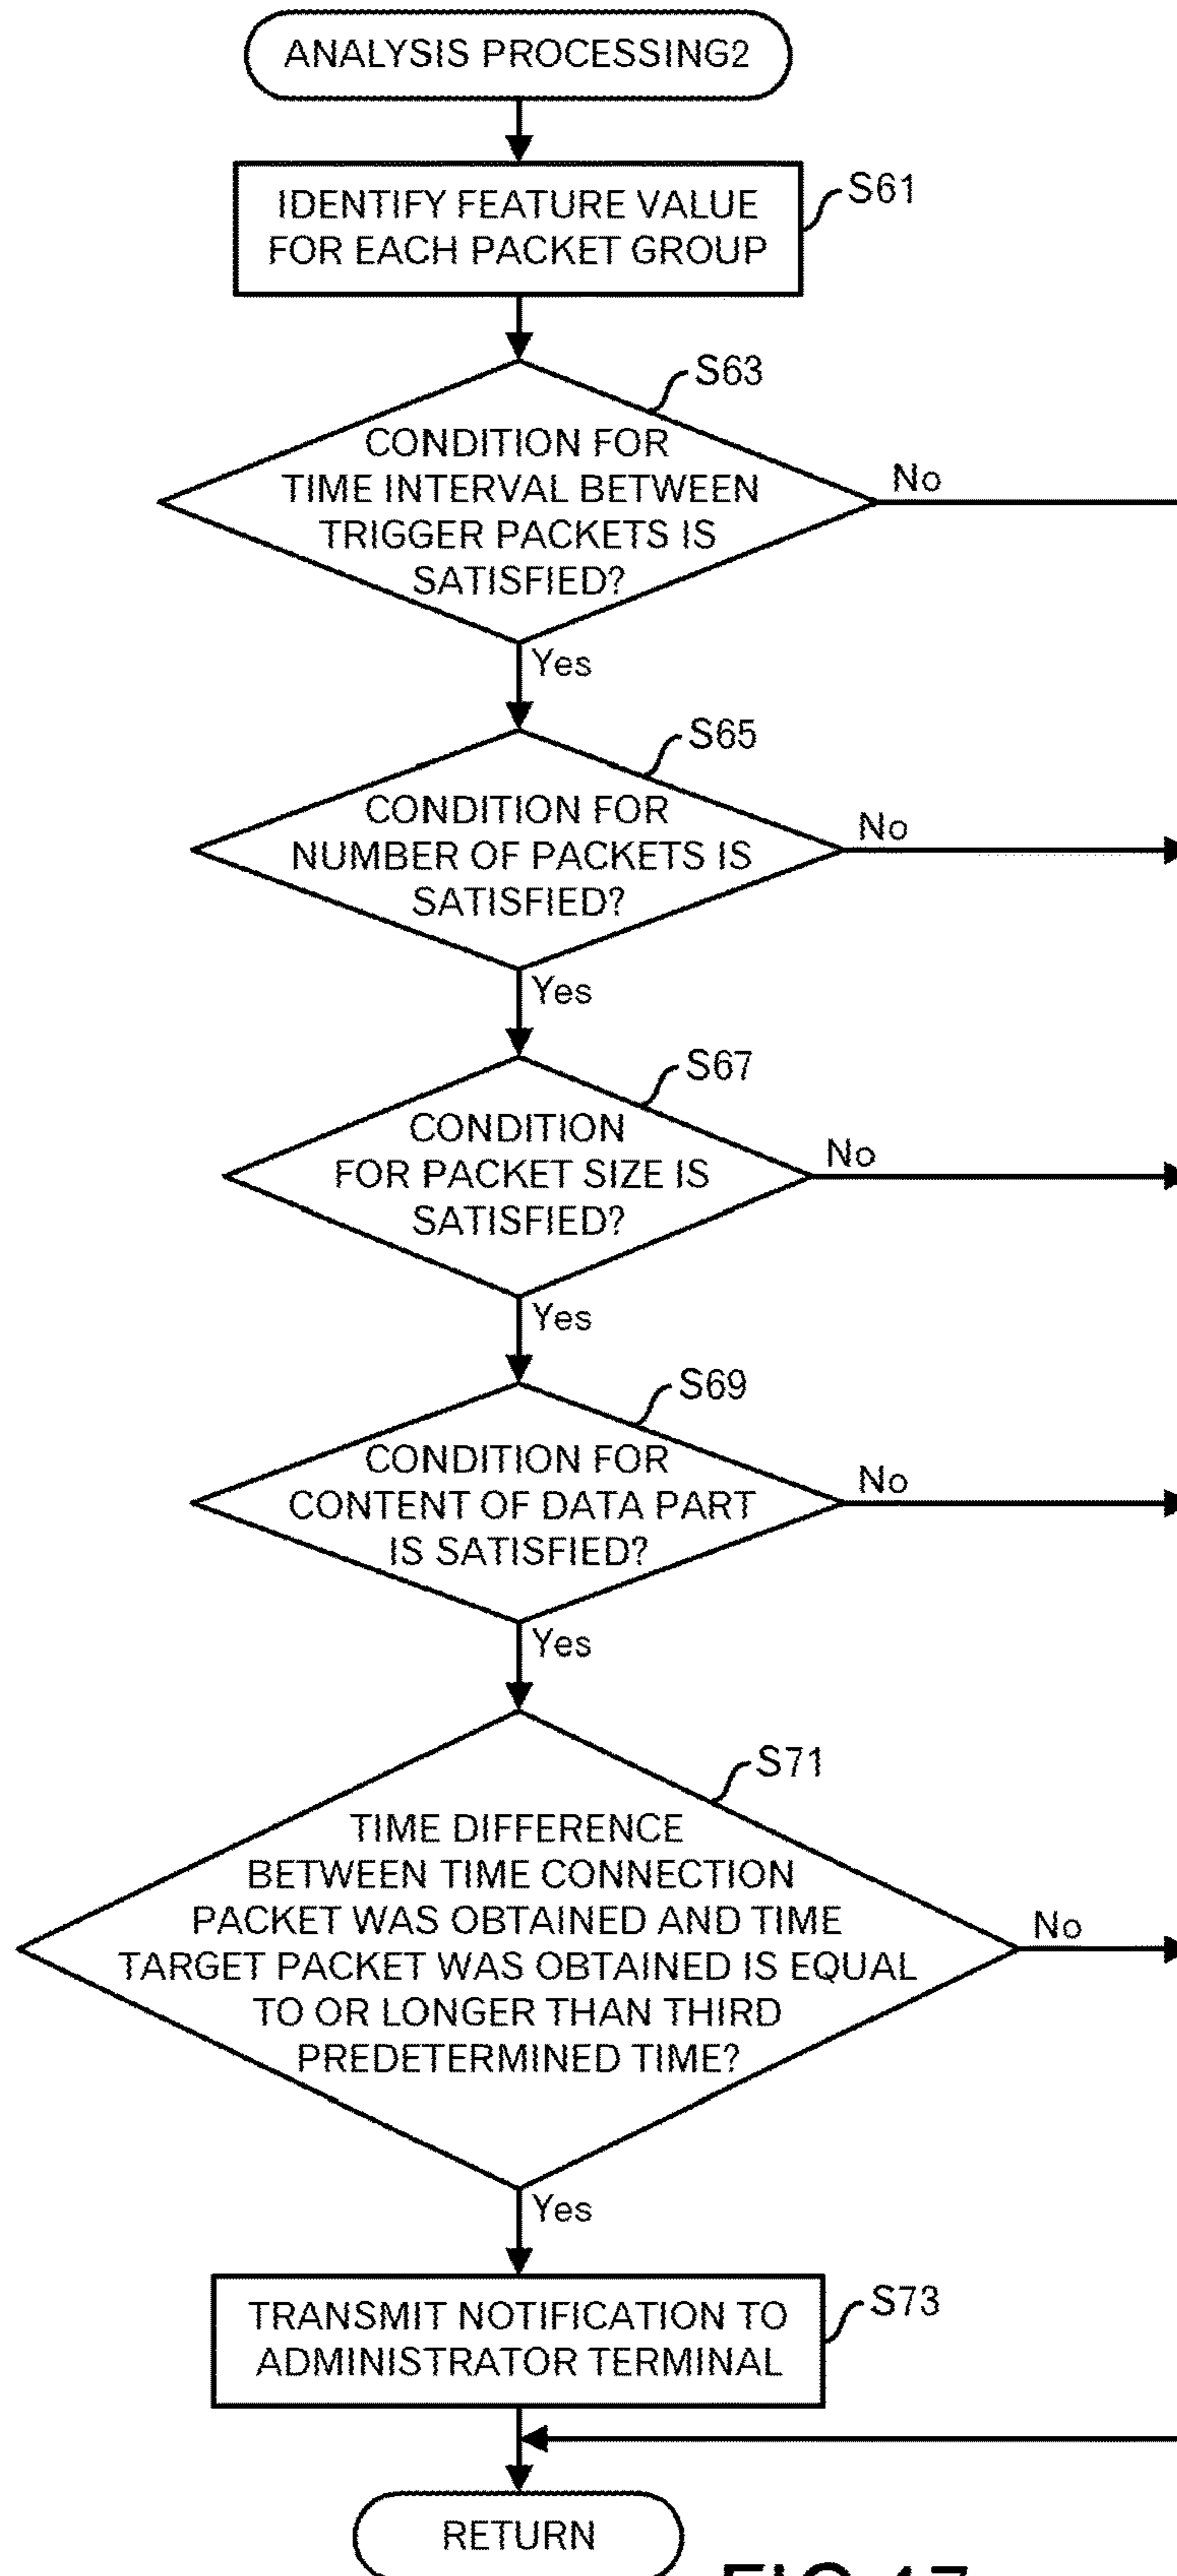 ANALYSIS PROCESSING2
IDENTIFY FEATURE VALUE
FOR EACH PACKET GROUP
S61
S63
CONDITION FOR
TIME INTERVAL BETWEEN
TRIGGER PACKETS IS
SATISFIED?
No
Yes
S65
CONDITION FOR
NUMBER OF PACKETS IS
SATISFIED?
No
Yes
S67
CONDITION
FOR PACKET SIZE IS
SATISFIED?
No
Yes
S69
CONDITION FOR
CONTENT OF DATA PART
IS SATISFIED?
No
Yes
S71
TIME DIFFERENCE
BETWEEN TIME CONNECTION
PACKET WAS OBTAINED AND TIME
TARGET PACKET WAS OBTAINED IS EQUAL
TO OR LONGER THAN THIRD
PREDETERMINED TIME?
No
Yes
S73
TRANSMIT NOTIFICATION TO
ADMINISTRATOR TERMINAL
RETURN